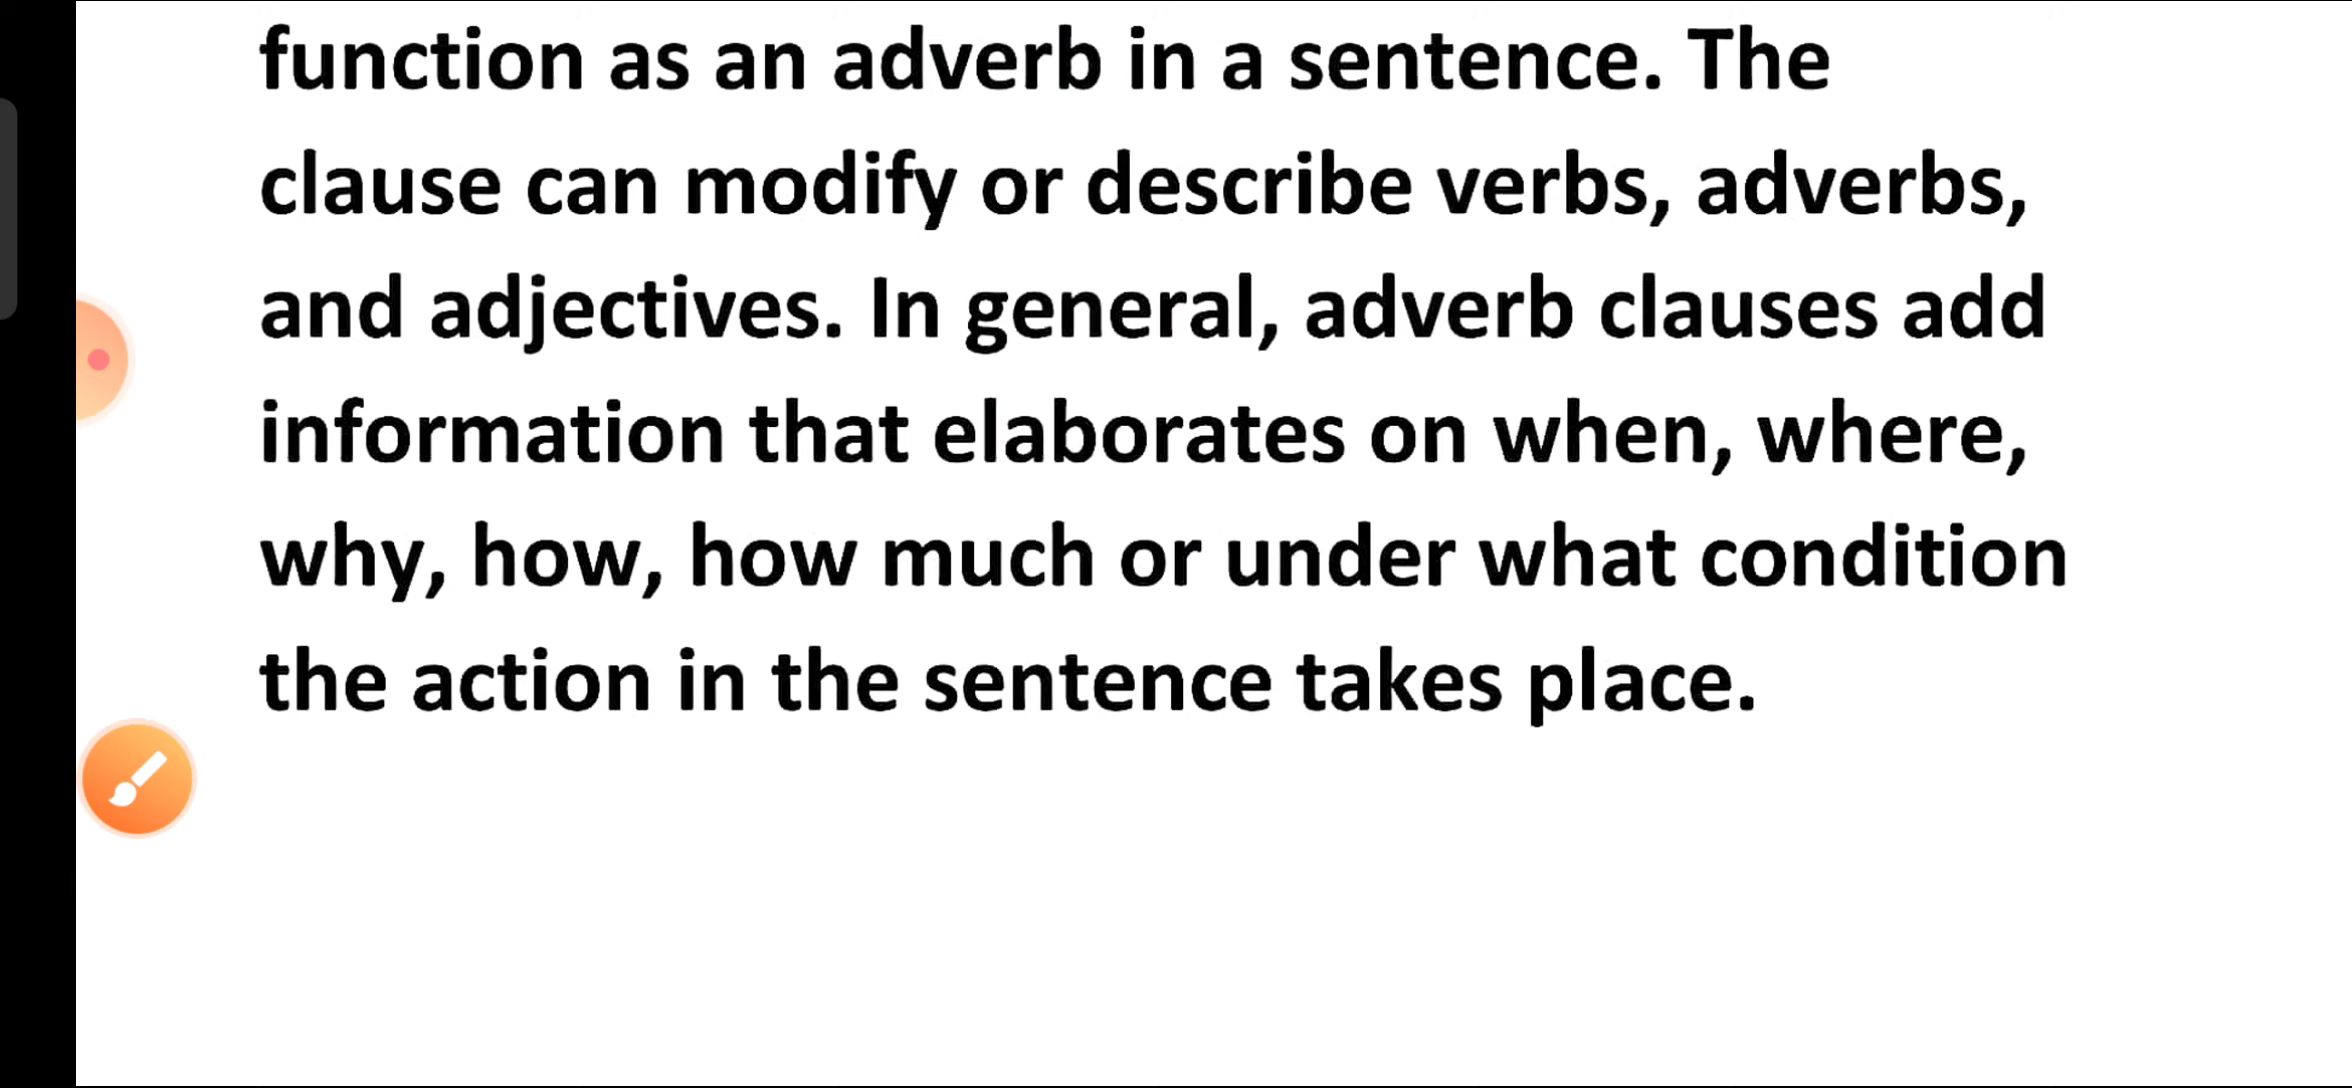 function as an adverb in a sentence. The
clause can modify or describe verbs, adverbs,
and adjectives. In general, adverb clauses add
information that elaborates on when, where,
why, how, how much or under what condition
the action in the sentence takes place.